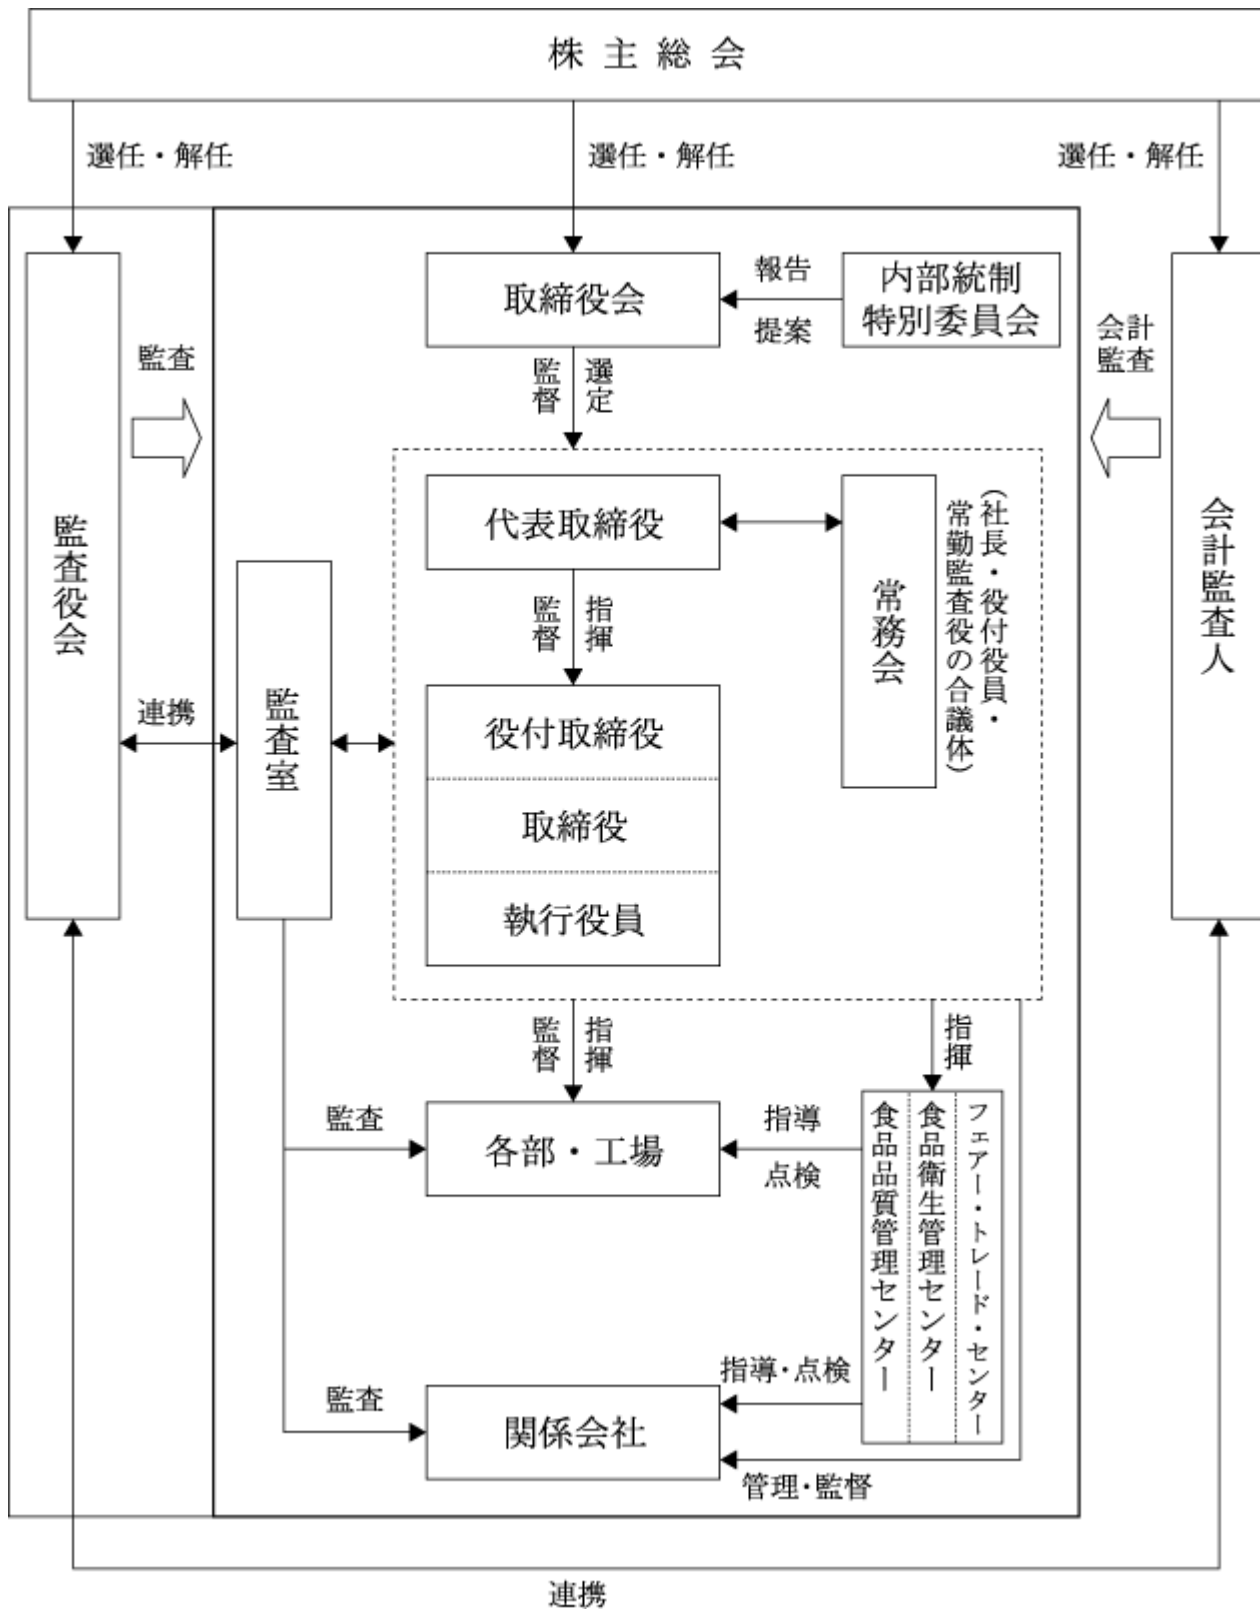 株主総会
選任・解任
選任・解任
選任・解任
取締役会
報告
提案
内部統制
特別委員会
監査
会計
監査
監督
選定
監査役会
代表取締役
常務会
（社長・役付役員・
常勤監査役の合議体）
会計監査人
監督
指揮
監査室
連携
役付取締役
取締役
執行役員
監督
指揮
指揮
監査
各部・工場
指導
点検
食品品質管理センター
食品衛生管理センター
フェアー・トレード・センター
監査
関係会社
指導・点検
管理・監督
連携